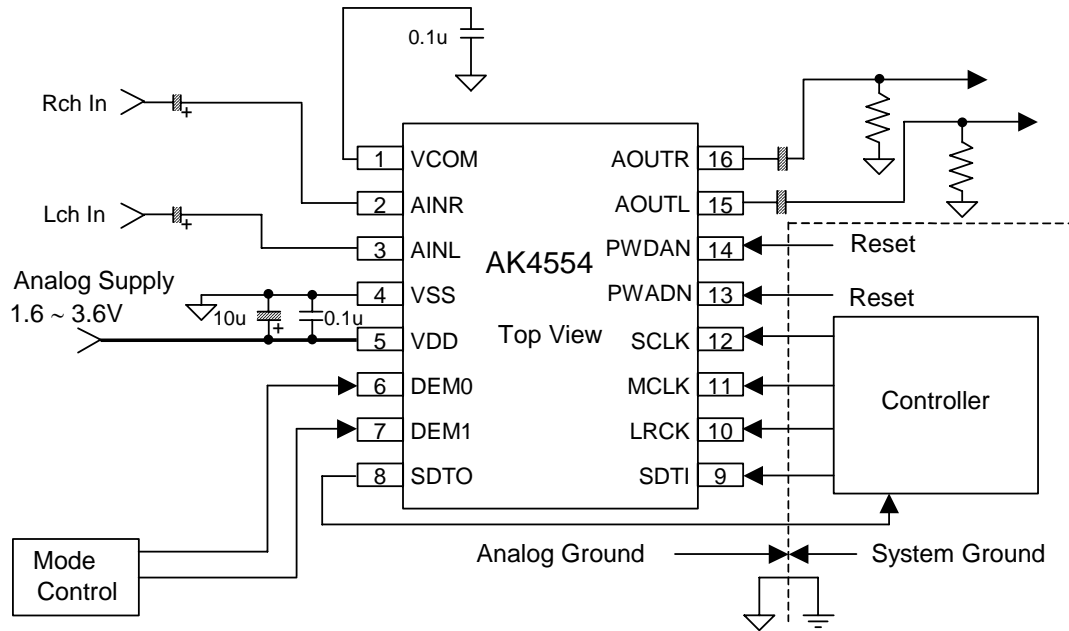 0.1u
Rch In
+
Lch In
+
Analog Supply
1.6 ~ 3.6V
10u
+
0.1u
1 VCOM
2 AINR
3 AINL
4 VSS
5 VDD
6 DEM0
7 DEM1
8 SDTO
AK4554
Top View
AOUTR 16
AOUTL 15
PWDAN 14
PWADN 13
SCLK 12
MCLK 11
LRCK 10
SDTI 9
Reset
Reset
Controller
Mode
Control
Analog Ground
System Ground